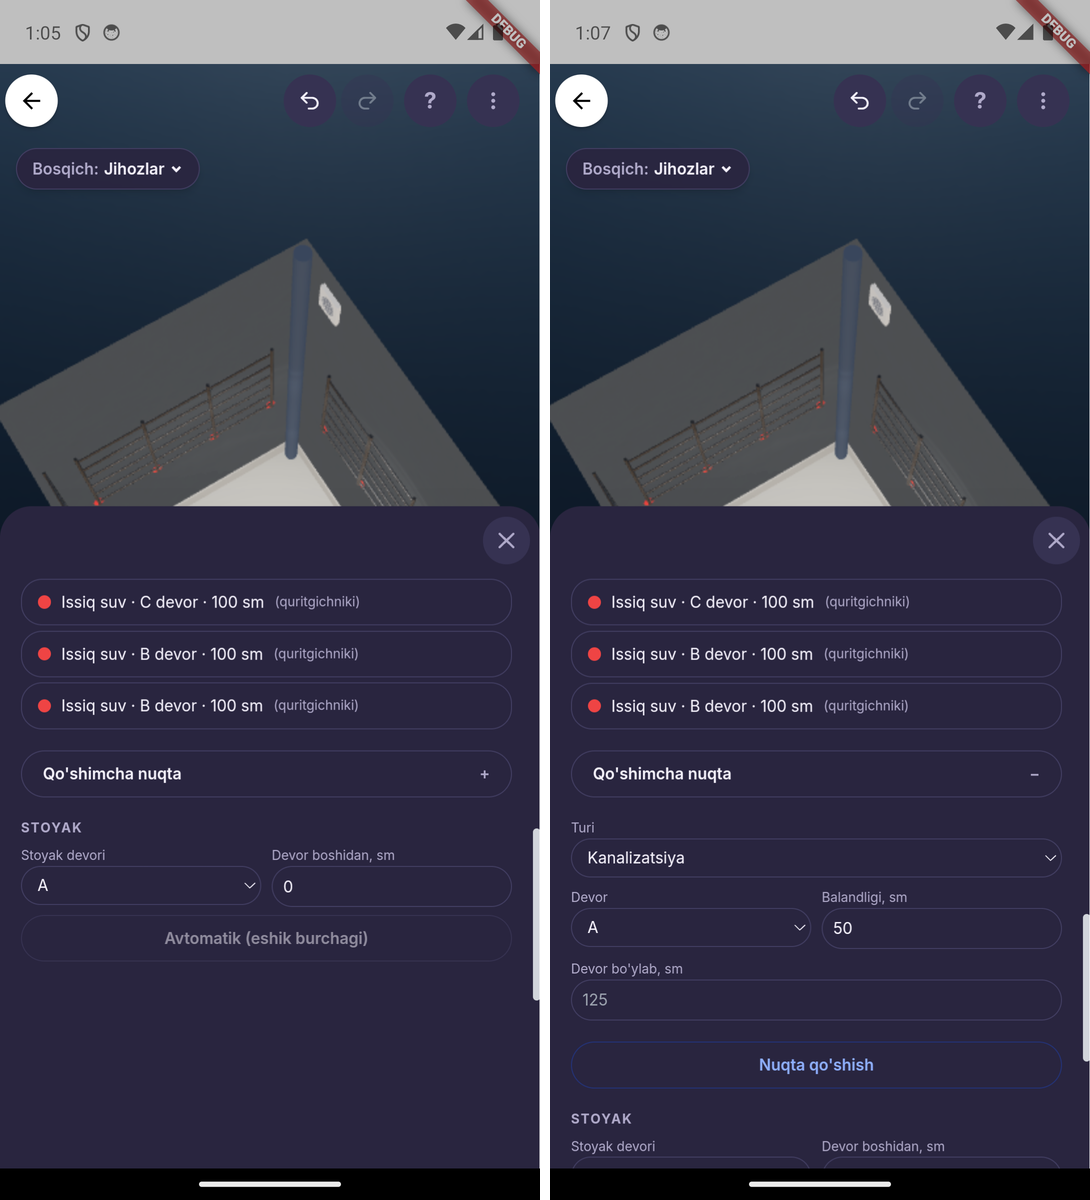 1:05
DEBUG
?
Bosqich: Jihozlar
Issiq suv · C devor · 100 sm (quritgichniki)
Issiq suv · B devor · 100 sm (quritgichniki)
Issiq suv · B devor · 100 sm (quritgichniki)
Qo'shimcha nuqta +
STOYAK
Stoyak devori Devor boshidan, sm
A 0
Avtomatik (eshik burchagi)
1:07
DEBUG
?
Bosqich: Jihozlar
Issiq suv · C devor · 100 sm (quritgichniki)
Issiq suv · B devor · 100 sm (quritgichniki)
Issiq suv · B devor · 100 sm (quritgichniki)
Qo'shimcha nuqta −
Turi
Kanalizatsiya
Devor Balandligi, sm
A 50
Devor bo'ylab, sm
125
Nuqta qo'shish
STOYAK
Stoyak devori Devor boshidan, sm